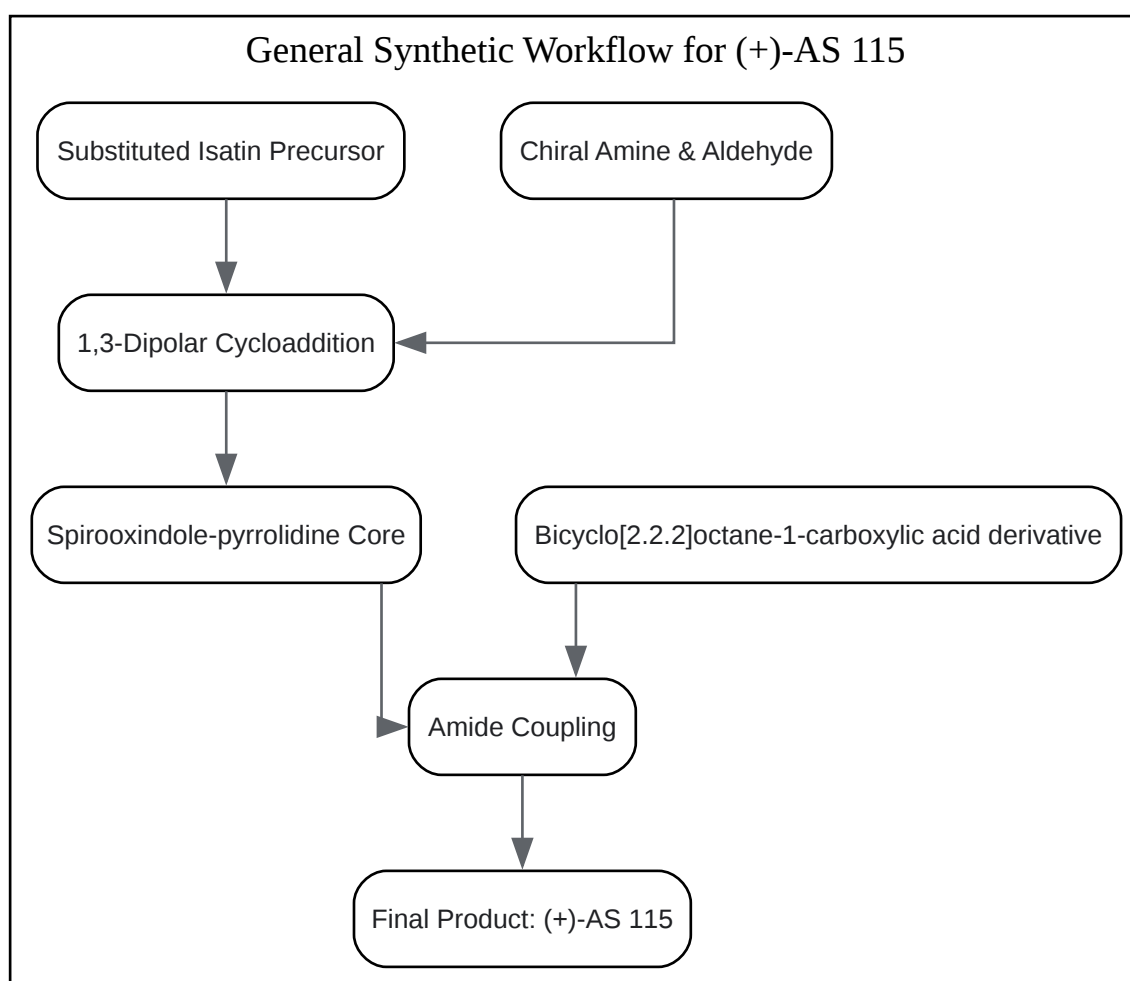 General Synthetic Workflow for (+)-AS 115
Substituted Isatin Precursor
Chiral Amine & Aldehyde
1,3-Dipolar Cycloaddition
Spirooxindole-pyrrolidine Core
Bicyclo[2.2.2]octane-1-carboxylic acid derivative
Amide Coupling
Final Product: (+)-AS 115